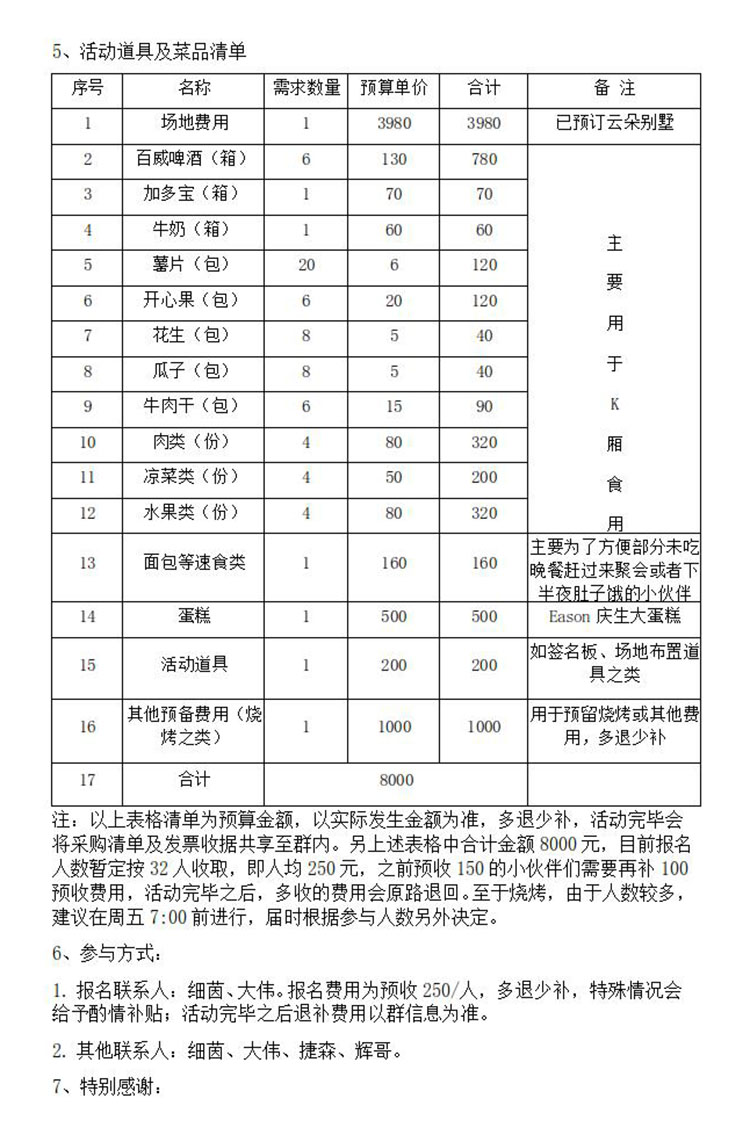 5、活动道具及菜品清单
序号 名称 需求数量 预算单价 合计 备 注
1 场地费用 1 3980 3980 已预订云朵别墅
2 百威啤酒（箱） 6 130 780
3 加多宝（箱） 1 70 70
4 牛奶（箱） 1 60 60
5 薯片（包） 20 6 120
6 开心果（包） 6 20 120
7 花生（包） 8 5 40
8 瓜子（包） 8 5 40
9 牛肉干（包） 6 15 90
10 肉类（份） 4 80 320
11 凉菜类（份） 4 50 200
12 水果类（份） 4 80 320
主
要
用
于
K
厢
食
用
13 面包等速食类 1 160 160
主要为了方便部分未吃
晚餐赶过来聚会或者下
半夜肚子饿的小伙伴
14 蛋糕 1 500 500 Eason 庆生大蛋糕
15 活动道具 1 200 200
如签名板、场地布置道
具之类
16
其他预备费用（烧
烤之类）
1 1000 1000
用于预留烧烤或其他费
用，多退少补
17 合计 8000
注：以上表格清单为预算金额，以实际发生金额为准，多退少补，活动完毕会
将采购清单及发票收据共享至群内。另上述表格中合计金额 8000 元，目前报名
人数暂定按 32 人收取，即人均 250 元，之前预收 150 的小伙伴们需要再补 100
预收费用，活动完毕之后，多收的费用会原路退回。至于烧烤，由于人数较多，
建议在周五 7:00 前进行，届时根据参与人数另外决定。
6、参与方式：
1. 报名联系人：细茵、大伟。报名费用为预收 250/人，多退少补，特殊情况会
给予酌情补贴；活动完毕之后退补费用以群信息为准。
2. 其他联系人：细茵、大伟、捷森、辉哥。
7、特别感谢：